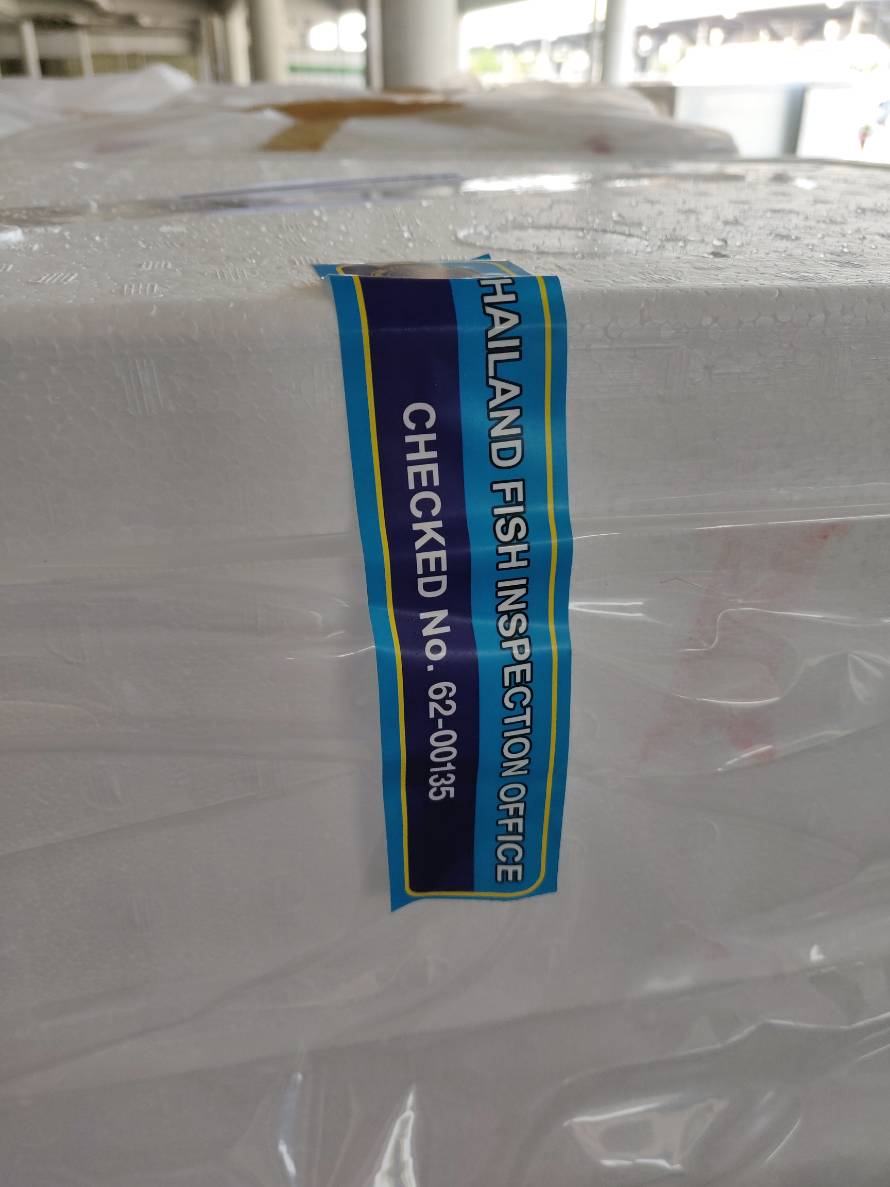 HAILAND FISH INSPECTION OFFICE
CHECKED No. 62-00135